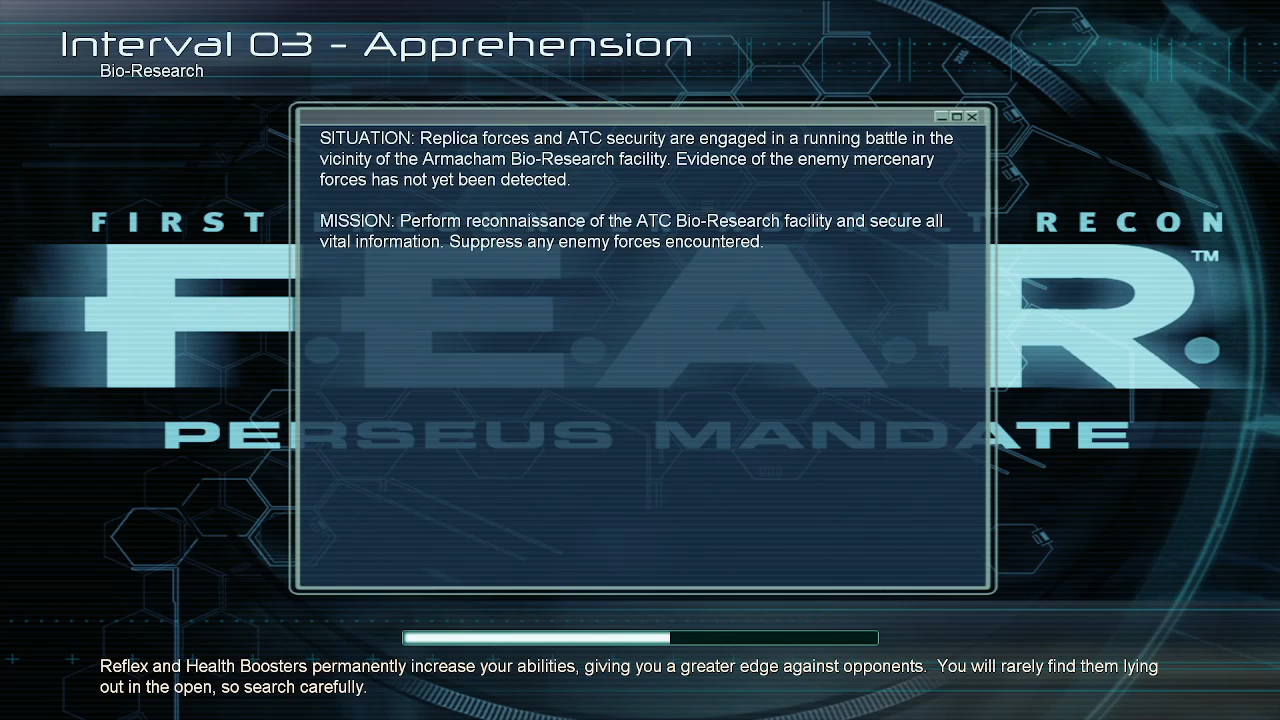 Interval 03 - Apprehension
Bio-Research
SITUATION: Replica forces and ATC security are engaged in a running battle in the
vicinity of the Armacham Bio-Research facility. Evidence of the enemy mercenary
forces has not yet been detected.
MISSION: Perform reconnaissance of the ATC Bio-Research facility and secure all
vital information. Suppress any enemy forces encountered.
FIRST RECON
F.E.A.R.™
PERSEUS MANDATE
Reflex and Health Boosters permanently increase your abilities, giving you a greater edge against opponents. You will rarely find them lying
out in the open, so search carefully.